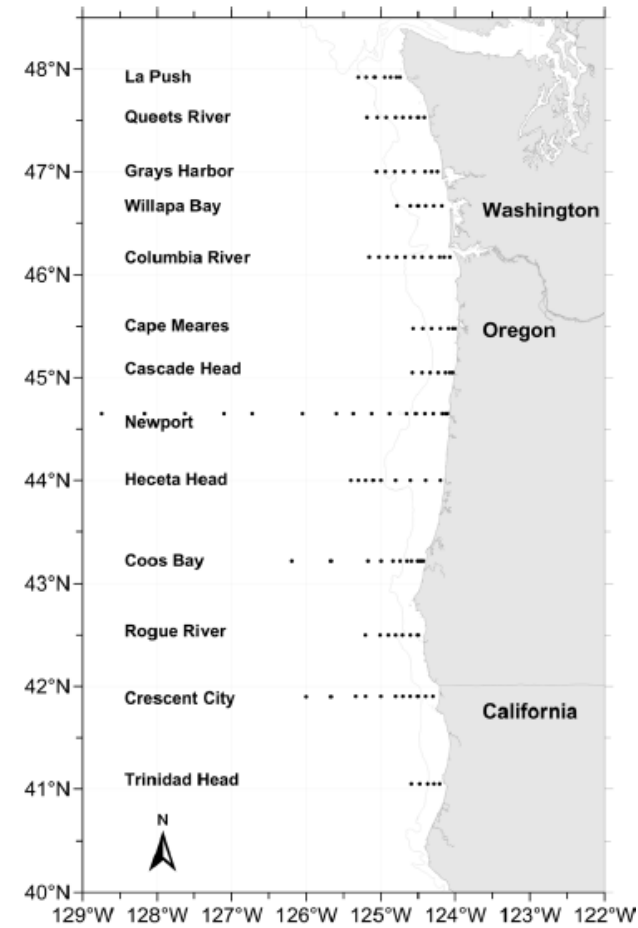 48°N
La Push
Queets River
47°N
Grays Harbor
Willapa Bay
Washington
Columbia River
46°N
Cape Meares
Oregon
Cascade Head
45°N
Newport
44°N
Heceta Head
Coos Bay
43°N
Rogue River
42°N
Crescent City
California
41°N
Trinidad Head
N
40°N
129°W 128°W 127°W 126°W 125°W 124°W 123°W 122°W